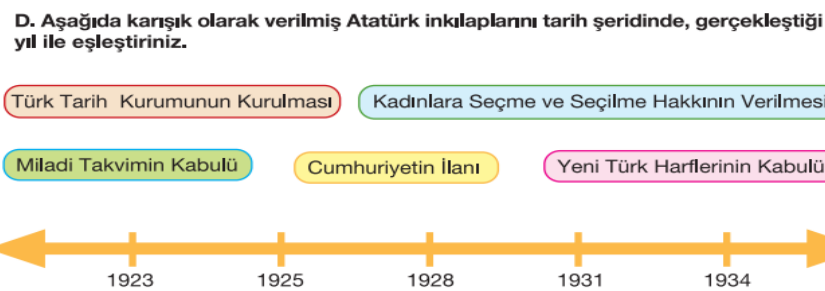 D. Aşağıda karışık olarak verilmiş Atatürk inkılaplarını tarih şeridinde, gerçekleştiği
yıl ile eşleştiriniz.
Türk Tarih Kurumunun Kurulması Kadınlara Seçme ve Seçilme Hakkının Verilmesi
Miladi Takvimin Kabulü Cumhuriyetin İlanı Yeni Türk Harflerinin Kabulü
1923 1925 1928 1931 1934